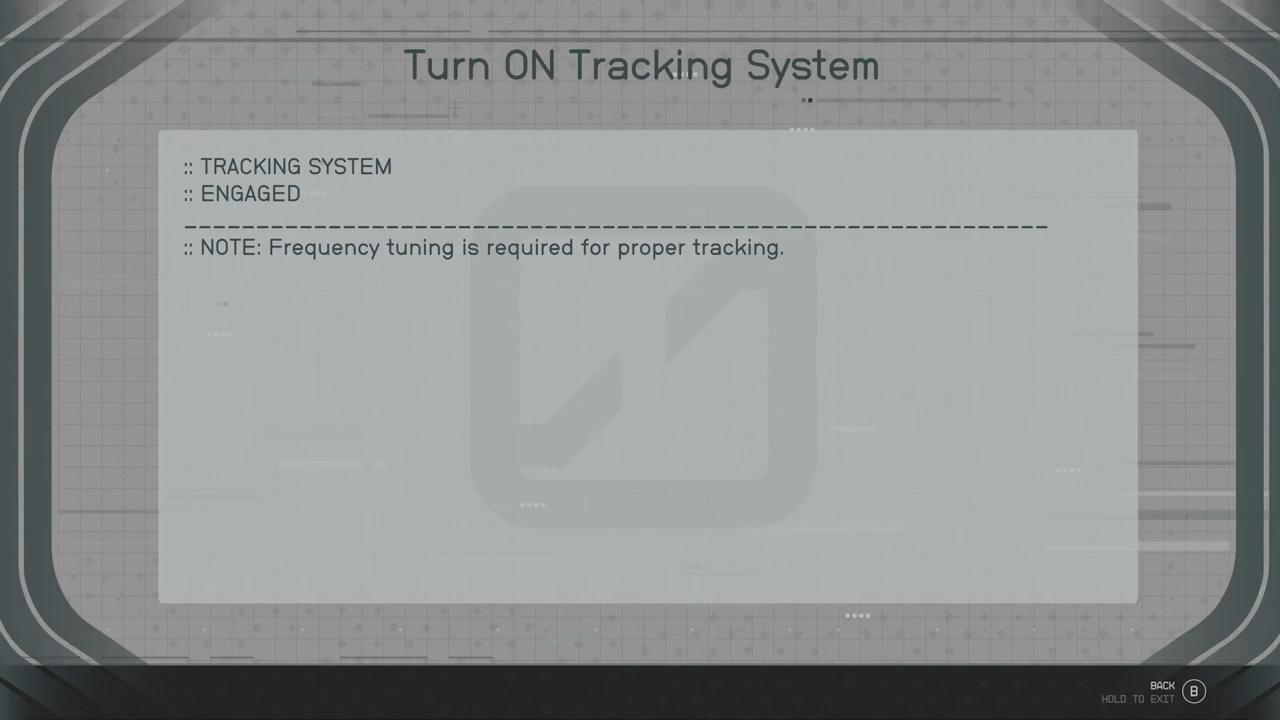 Turn ON Tracking System
:: TRACKING SYSTEM
:: ENGAGED
____________________________________________________________
:: NOTE: Frequency tuning is required for proper tracking.
BACK
HOLD TO EXIT
B